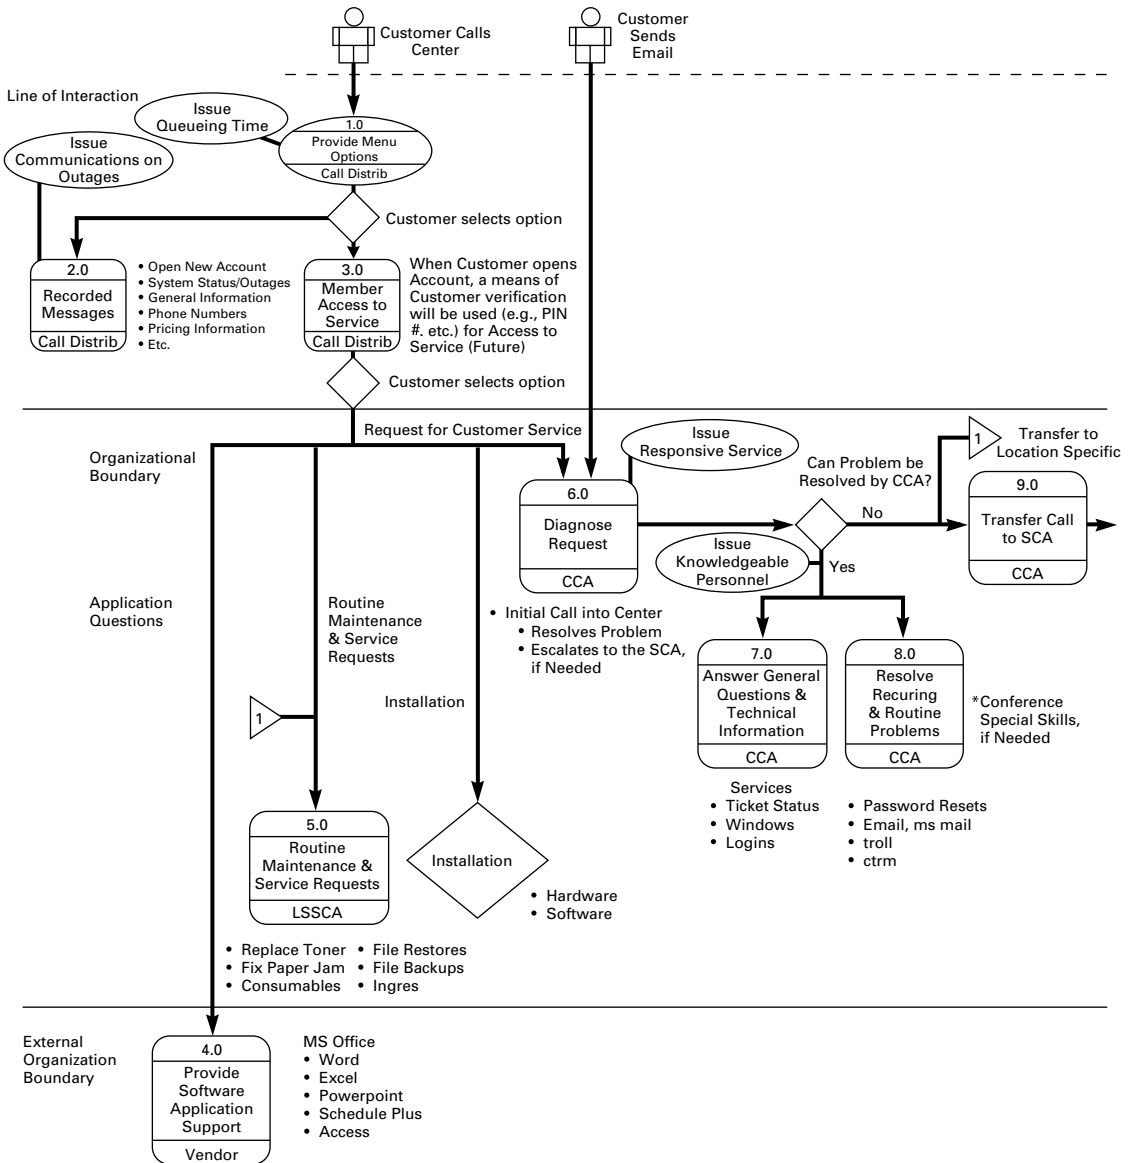 Customer Calls
Center
Customer
Sends
Email
Line of Interaction
Issue
Queueing Time
Issue
Communications on
Outages
1.0
Provide Menu
Options
Call Distrib
Customer selects option
2.0
Recorded
Messages
Call Distrib
• Open New Account
• System Status/Outages
• General Information
• Phone Numbers
• Pricing Information
• Etc.
3.0
Member
Access to
Service
Call Distrib
When Customer opens
Account, a means of
Customer verification
will be used (e.g., PIN
#. etc.) for Access to
Service (Future)
Customer selects option
Request for Customer Service
Organizational
Boundary
Issue
Responsive Service
6.0
Diagnose
Request
CCA
Can Problem be
Resolved by CCA?
No
Yes
1
Transfer to
Location Specific
9.0
Transfer Call
to SCA
CCA
Issue
Knowledgeable
Personnel
• Initial Call into Center
• Resolves Problem
• Escalates to the SCA,
if Needed
Application
Questions
Routine
Maintenance
& Service
Requests
Installation
1
7.0
Answer General
Questions &
Technical
Information
CCA
8.0
Resolve
Recuring
& Routine
Problems
CCA
*Conference
Special Skills,
if Needed
Services
• Ticket Status
• Windows
• Logins
• Password Resets
• Email, ms mail
• troll
• ctrm
5.0
Routine
Maintenance &
Service Requests
LSSCA
Installation
• Hardware
• Software
• Replace Toner
• Fix Paper Jam
• Consumables
• File Restores
• File Backups
• Ingres
External
Organization
Boundary
4.0
Provide
Software
Application
Support
Vendor
MS Office
• Word
• Excel
• Powerpoint
• Schedule Plus
• Access